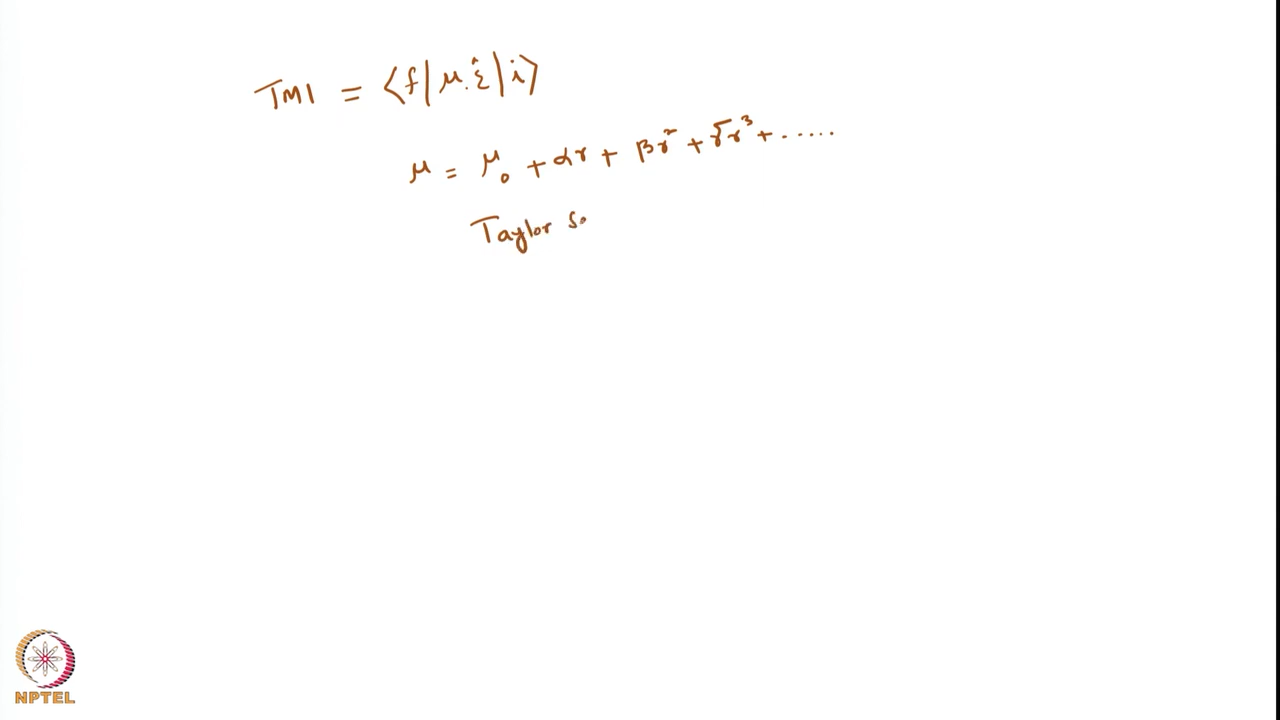 TMI = ⟨f|μ.ε̂|i⟩
μ = μ₀ + αr + βr² + γr³ + .....
Taylor se
NPTEL